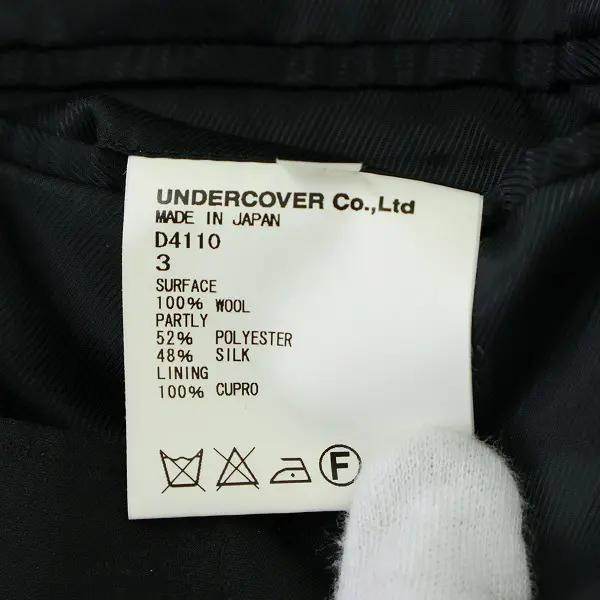 UNDERCOVER Co.,Ltd
MADE IN JAPAN
D4110
3
SURFACE
100% WOOL
PARTLY
52% POLYESTER
48% SILK
LINING
100% CUPRO
F